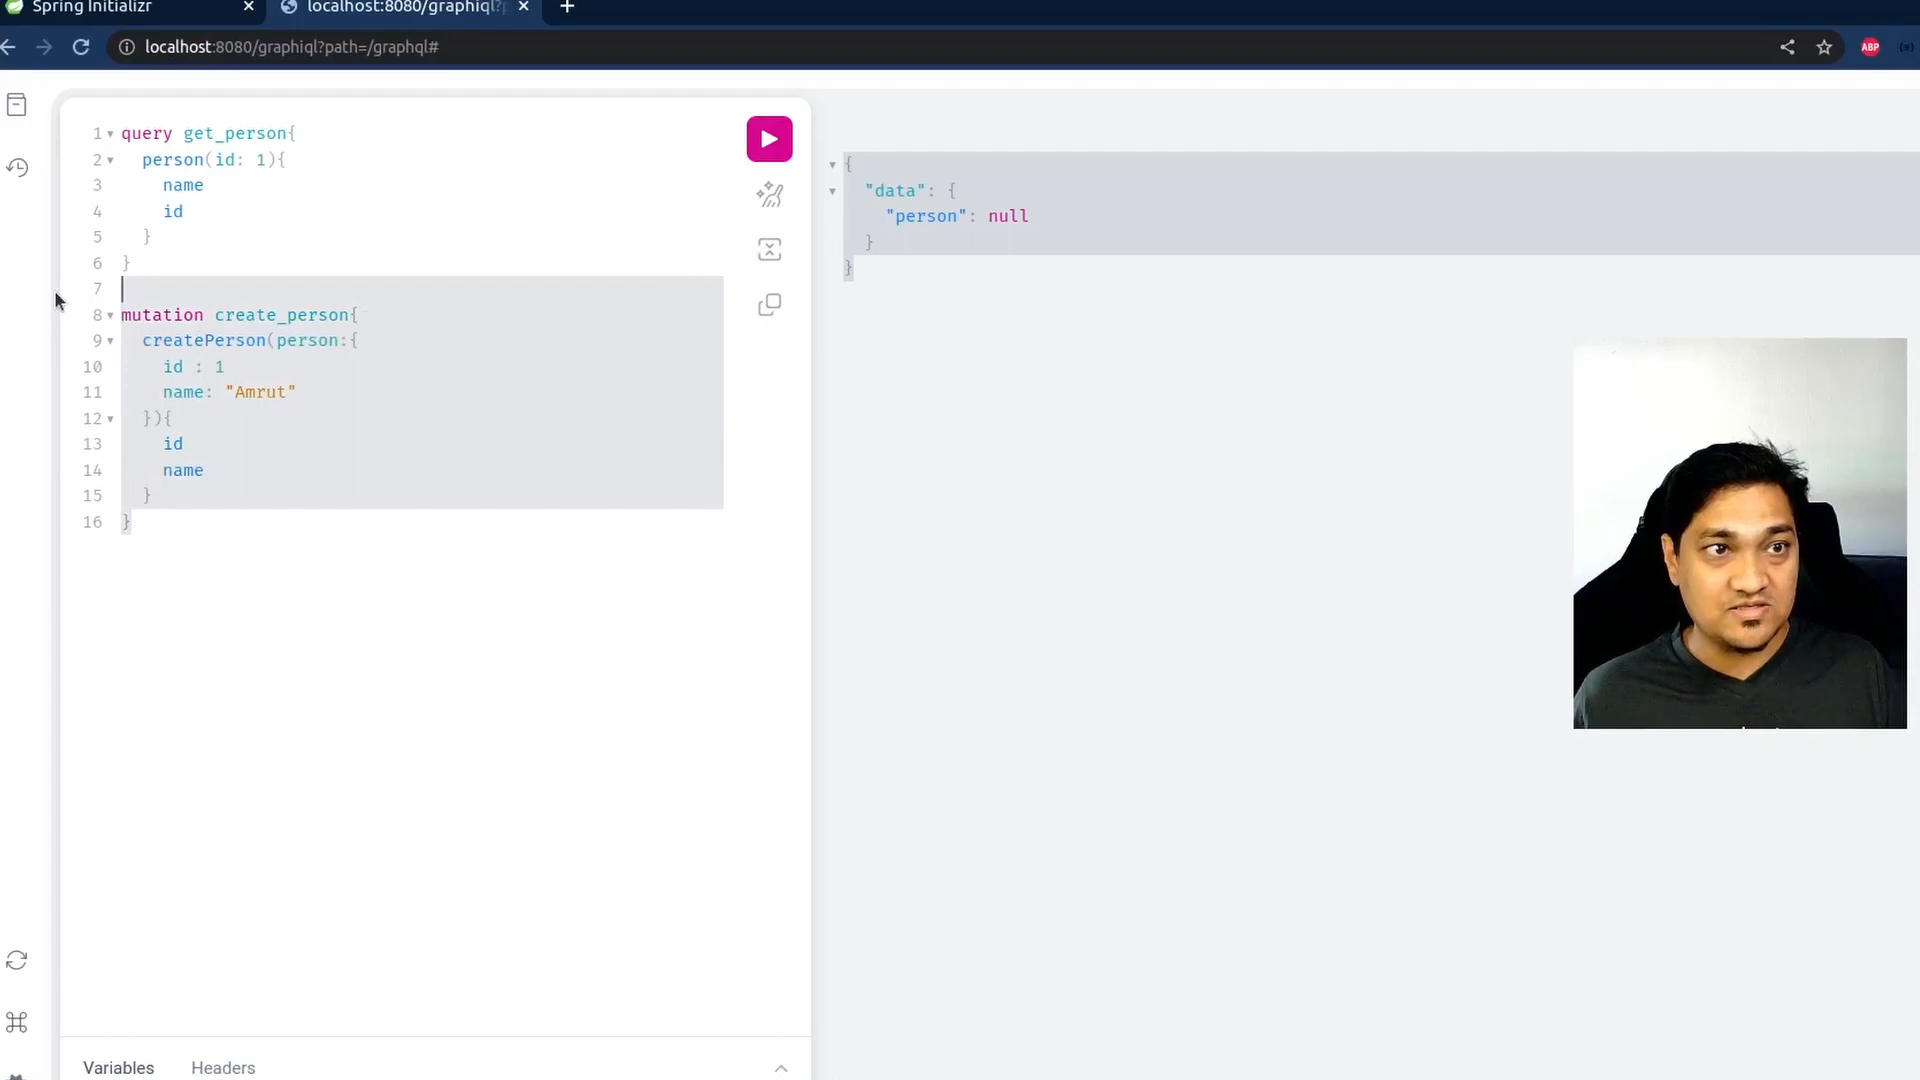 Spring Initializr
localhost:8080/graphiql?p
localhost:8080/graphiql?path=/graphql#
ABP
1 query get_person{
2 person(id: 1){
3 name
4 id
5 }
6 }
7
8 mutation create_person{
9 createPerson(person:{
10 id : 1
11 name: "Amrut"
12 }){
13 id
14 name
15 }
16 }
{
"data": {
"person": null
}
}
Variables Headers